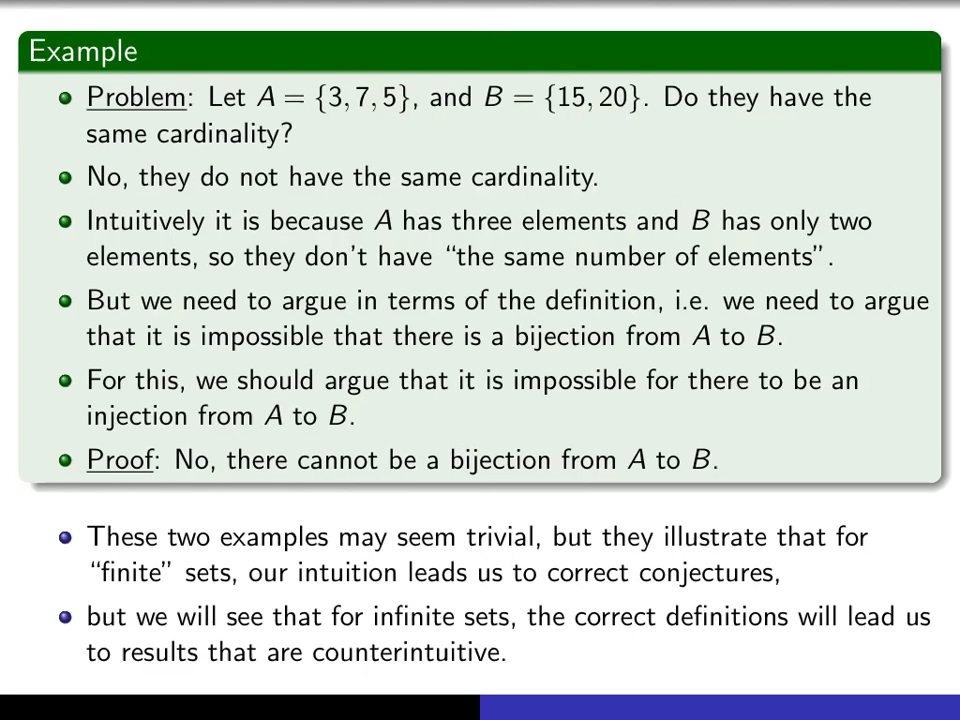 Example
Problem: Let A = {3, 7, 5}, and B = {15, 20}. Do they have the
same cardinality?
No, they do not have the same cardinality.
Intuitively it is because A has three elements and B has only two
elements, so they don't have “the same number of elements”.
But we need to argue in terms of the definition, i.e. we need to argue
that it is impossible that there is a bijection from A to B.
For this, we should argue that it is impossible for there to be an
injection from A to B.
Proof: No, there cannot be a bijection from A to B.
These two examples may seem trivial, but they illustrate that for
“finite” sets, our intuition leads us to correct conjectures,
but we will see that for infinite sets, the correct definitions will lead us
to results that are counterintuitive.